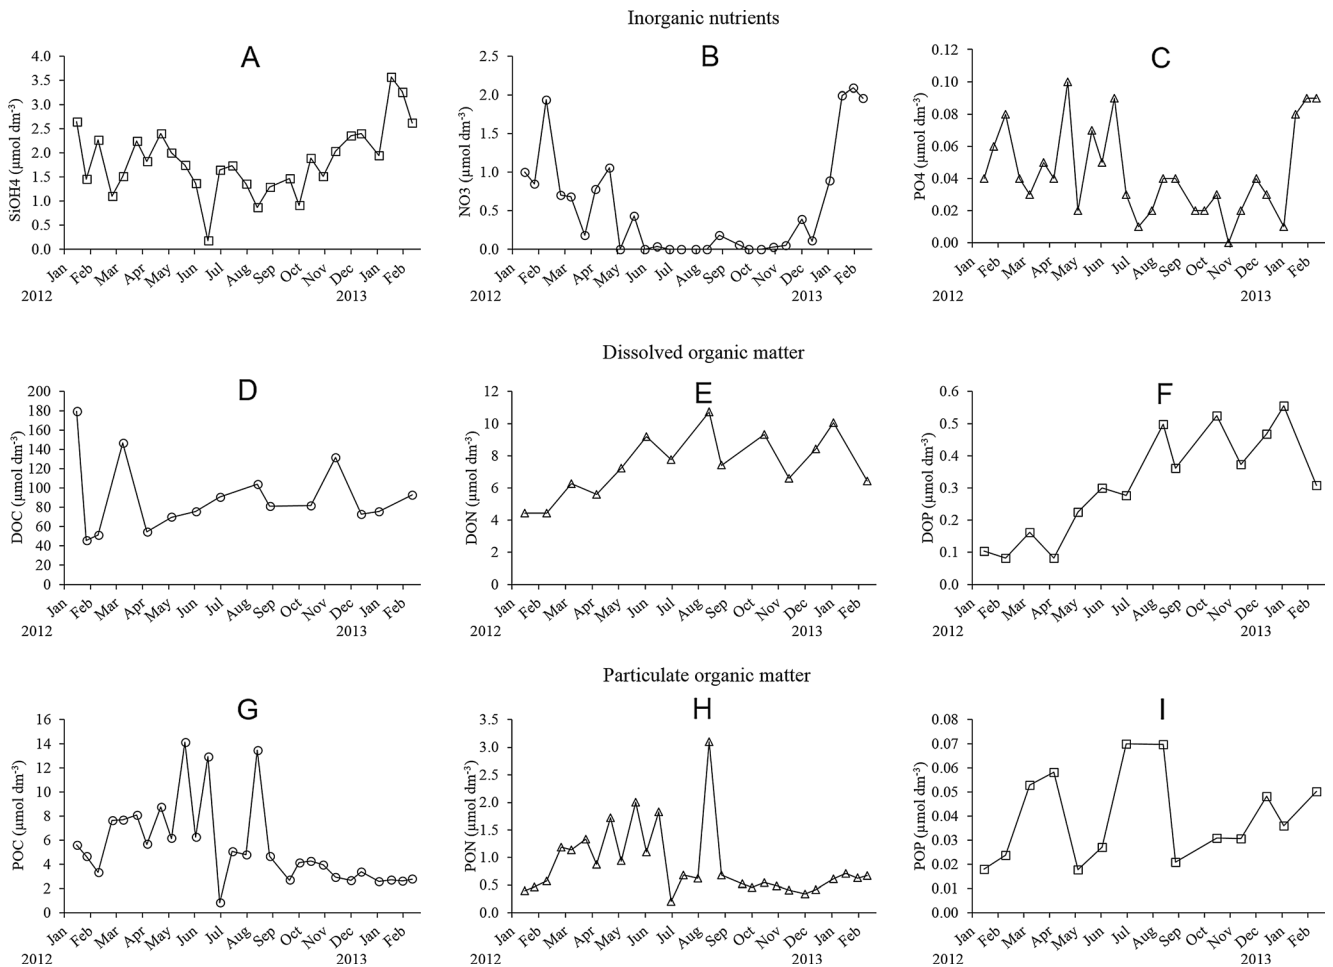 Inorganic nutrients
A
SiOH4 (µmol dm-3)
4.0
3.5
3.0
2.5
2.0
1.5
1.0
0.5
0.0
Jan Feb Mar Apr May Jun Jul Aug Sep Oct Nov Dec Jan Feb
2012 2013
B
NO3 (µmol dm-3)
2.5
2.0
1.5
1.0
0.5
0.0
Jan Feb Mar Apr May Jun Jul Aug Sep Oct Nov Dec Jan Feb
2012 2013
C
PO4 (µmol dm-3)
0.12
0.10
0.08
0.06
0.04
0.02
0.00
Jan Feb Mar Apr May Jun Jul Aug Sep Oct Nov Dec Jan Feb
2012 2013
Dissolved organic matter
D
DOC (µmol dm-3)
200
180
160
140
120
100
80
60
40
20
0
Jan Feb Mar Apr May Jun Jul Aug Sep Oct Nov Dec Jan Feb
2012 2013
E
DON (µmol dm-3)
12
10
8
6
4
2
0
Jan Feb Mar Apr May Jun Jul Aug Sep Oct Nov Dec Jan Feb
2012 2013
F
DOP (µmol dm-3)
0.6
0.5
0.4
0.3
0.2
0.1
0.0
Jan Feb Mar Apr May Jun Jul Aug Sep Oct Nov Dec Jan Feb
2012 2013
Particulate organic matter
G
POC (µmol dm-3)
16
14
12
10
8
6
4
2
0
Jan Feb Mar Apr May Jun Jul Aug Sep Oct Nov Dec Jan Feb
2012 2013
H
PON (µmol dm-3)
3.5
3.0
2.5
2.0
1.5
1.0
0.5
0.0
Jan Feb Mar Apr May Jun Jul Aug Sep Oct Nov Dec Jan Feb
2012 2013
I
POP (µmol dm-3)
0.08
0.07
0.06
0.05
0.04
0.03
0.02
0.01
0.00
Jan Feb Mar Apr May Jun Jul Aug Sep Oct Nov Dec Jan Feb
2012 2013